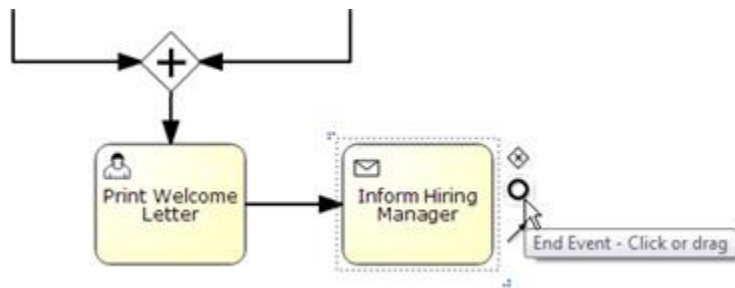 Print Welcome
Letter
Inform Hiring
Manager
End Event - Click or drag